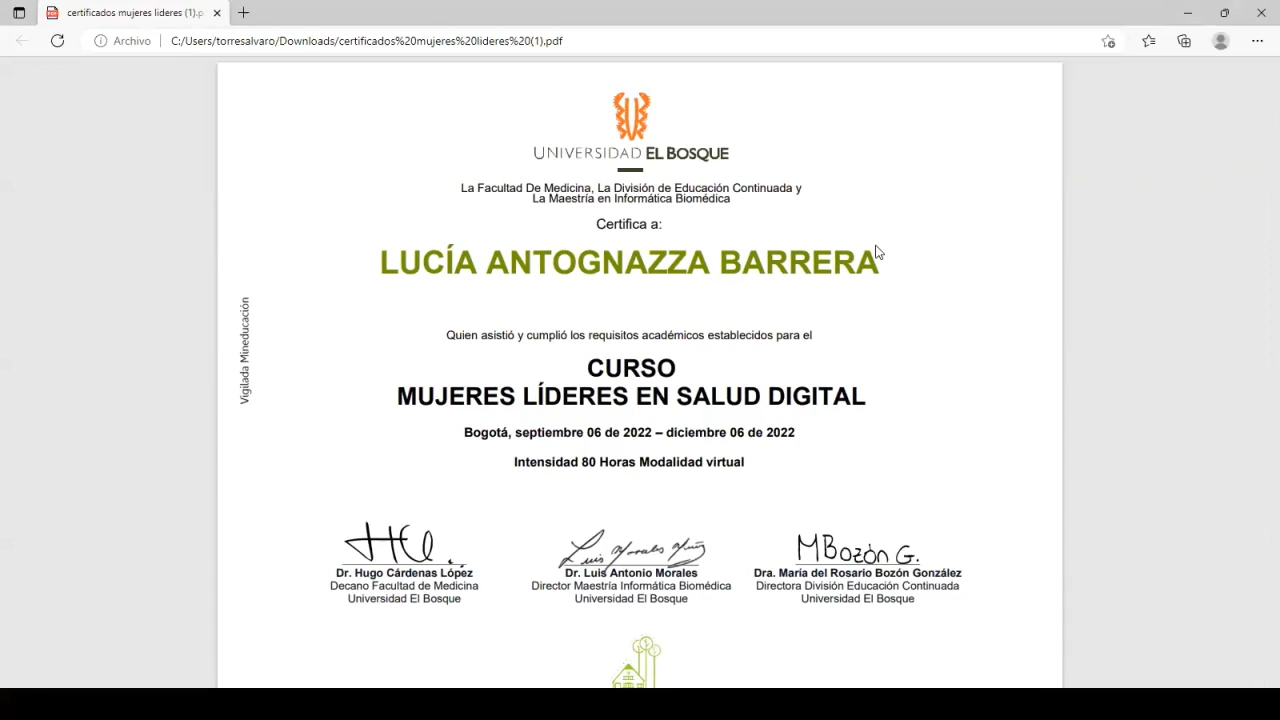 certificados mujeres lideres (1).p
Archivo
C:/Users/torresalvaro/Downloads/certificados%20mujeres%20lideres%20(1).pdf
UNIVERSIDAD EL BOSQUE
La Facultad De Medicina, La División de Educación Continuada y
La Maestría en Informática Biomédica
Certifica a:
LUCÍA ANTOGNAZZA BARRERA
Vigilada Mineducación
Quien asistió y cumplió los requisitos académicos establecidos para el
CURSO
MUJERES LÍDERES EN SALUD DIGITAL
Bogotá, septiembre 06 de 2022 – diciembre 06 de 2022
Intensidad 80 Horas Modalidad virtual
Luis Morales Muñoz
MBozón G.
Dr. Hugo Cárdenas López
Decano Facultad de Medicina
Universidad El Bosque
Dr. Luis Antonio Morales
Director Maestría Informática Biomédica
Universidad El Bosque
Dra. María del Rosario Bozón González
Directora División Educación Continuada
Universidad El Bosque